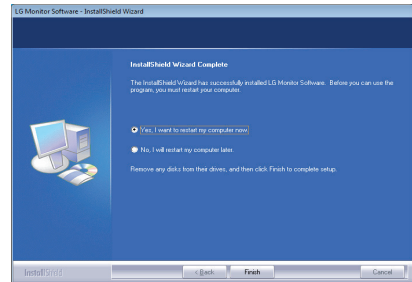 LG Monitor Software - InstallShield Wizard
InstallShield Wizard Complete
The InstallShield Wizard has successfully installed LG Monitor Software. Before you can use the
program, you must restart your computer.
Yes, I want to restart my computer now.
No, I will restart my computer later.
Remove any disks from their drives, and then click Finish to complete setup.
InstallShield
< Back Finish Cancel